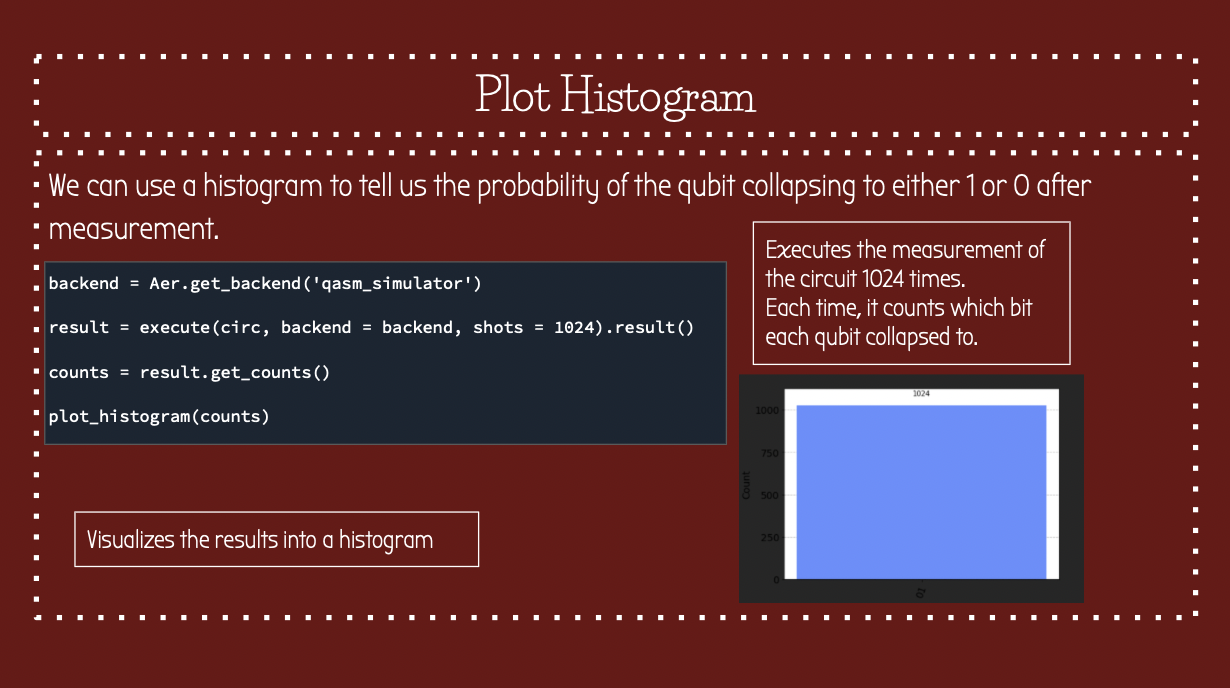 Plot Histogram
We can use a histogram to tell us the probability of the qubit collapsing to either 1 or 0 after
measurement.
backend = Aer.get_backend('qasm_simulator')
result = execute(circ, backend = backend, shots = 1024).result()
counts = result.get_counts()
plot_histogram(counts)
Executes the measurement of
the circuit 1024 times.
Each time, it counts which bit
each qubit collapsed to.
Visualizes the results into a histogram
1024
1000
750
500
250
0
Count
01